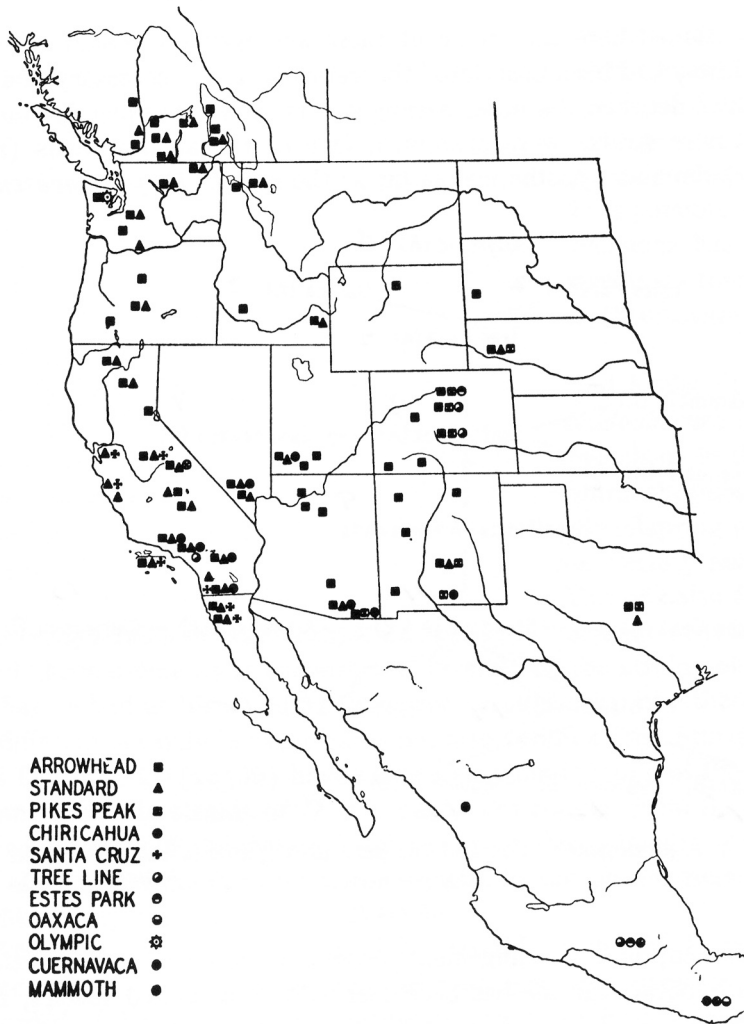 ARROWHEAD
STANDARD
PIKES PEAK
CHIRICAHUA
SANTA CRUZ
TREE LINE
ESTES PARK
OAXACA
OLYMPIC
CUERNAVACA
MAMMOTH